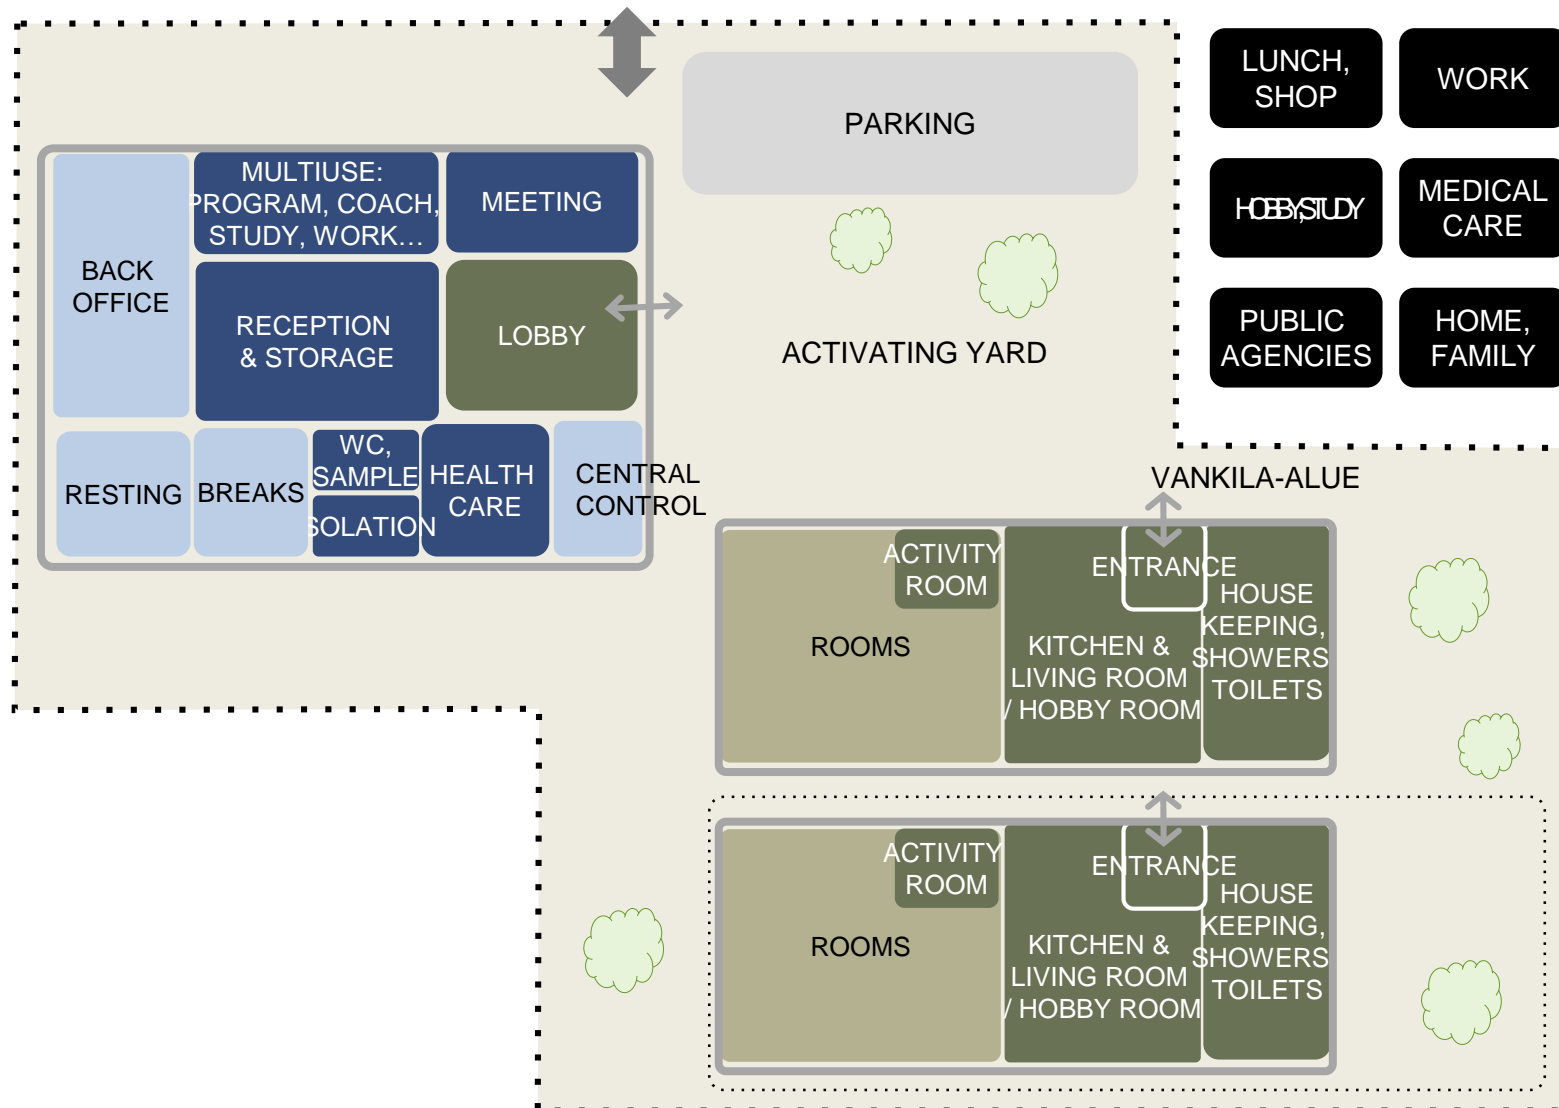 PARKING
LUNCH,
SHOP
WORK
MULTIUSE:
PROGRAM, COACH,
STUDY, WORK…
MEETING
HOBBY, STUDY
MEDICAL
CARE
BACK
OFFICE
RECEPTION
& STORAGE
LOBBY
ACTIVATING YARD
PUBLIC
AGENCIES
HOME,
FAMILY
RESTING
BREAKS
WC,
SAMPLE
ISOLATION
HEALTH
CARE
CENTRAL
CONTROL
VANKILA-ALUE
ACTIVITY
ROOM
ENTRANCE
ROOMS
KITCHEN &
LIVING ROOM
/ HOBBY ROOM
HOUSE
KEEPING,
SHOWERS
TOILETS
ACTIVITY
ROOM
ENTRANCE
ROOMS
KITCHEN &
LIVING ROOM
/ HOBBY ROOM
HOUSE
KEEPING,
SHOWERS
TOILETS